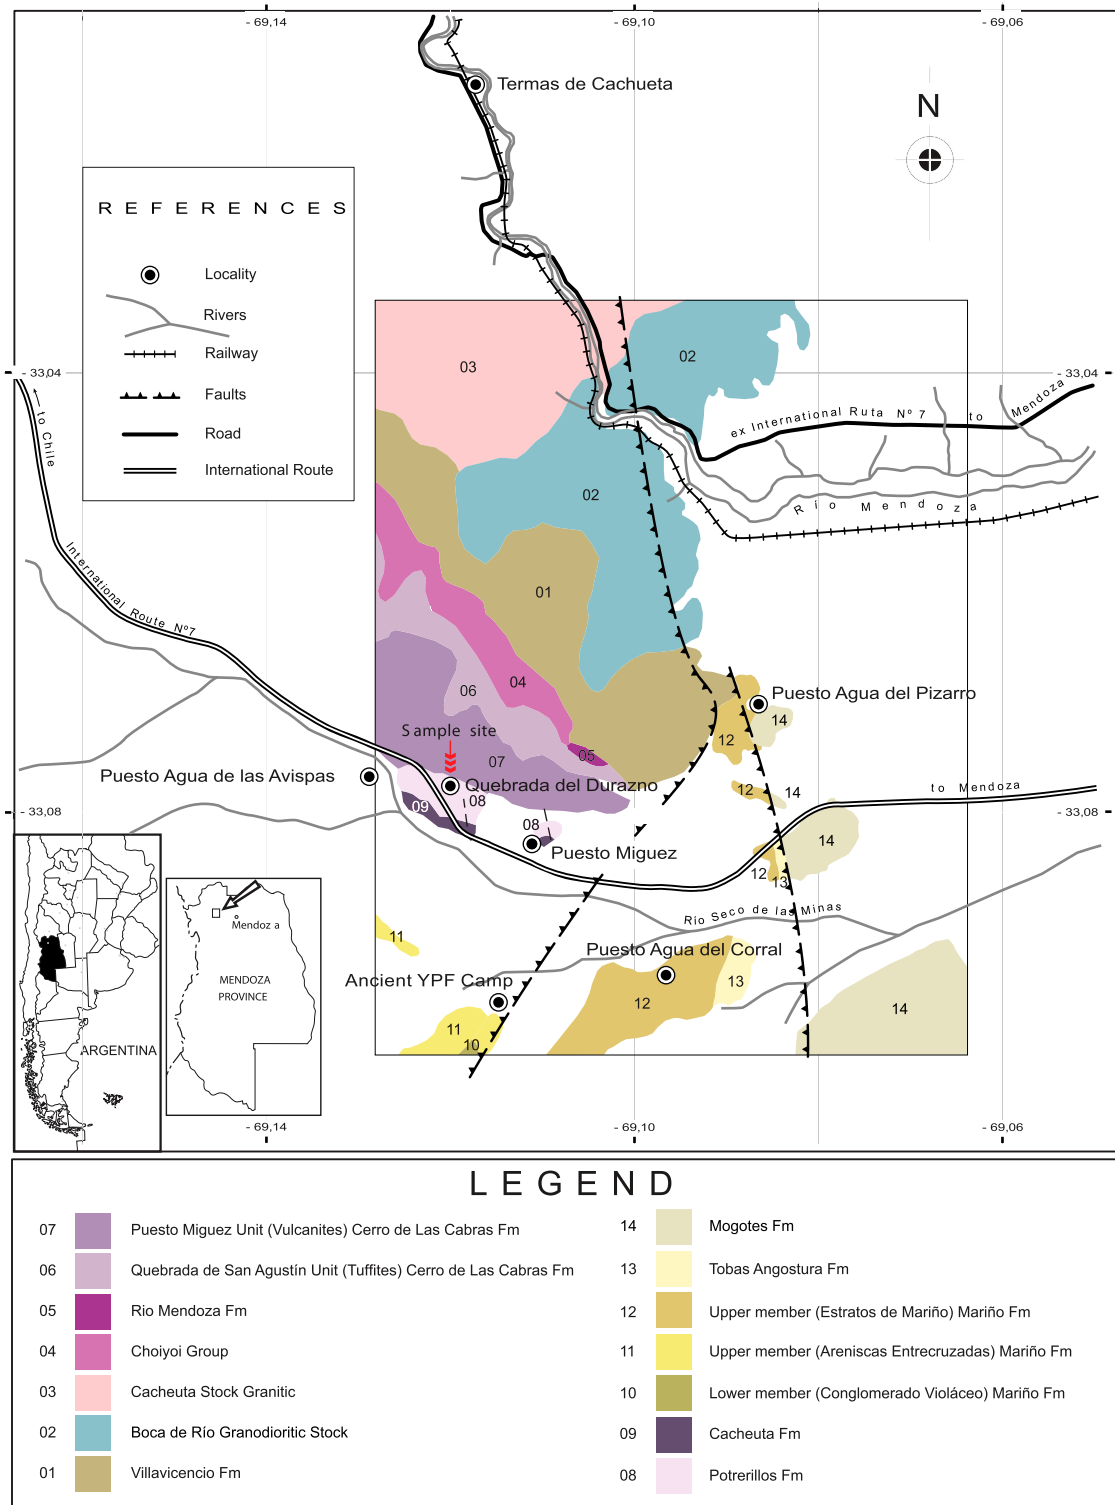 - 69,14
- 69,10
- 69,06
Termas de Cachueta
N
R E F E R E N C E S
Locality
Rivers
Railway
Faults
Road
International Route
03
02
- 33,04
- 33,04
to Chile
ex International Ruta Nº 7 to Mendoza
02
Río Mendoza
International Route Nº7
01
06
04
Puesto Agua del Pizarro
14
12
Sample site
05
07
Puesto Agua de las Avispas
Quebrada del Durazno
12
14
to Mendoza
09
08
- 33,08
- 33,08
08
14
Puesto Miguez
12
13
Rio Seco de las Minas
11
Puesto Agua del Corral
Ancient YPF Camp
13
12
14
11
10
Mendoz a
MENDOZA
PROVINCE
ARGENTINA
- 69,14
- 69,10
- 69,06
L E G E N D
07 Puesto Miguez Unit (Vulcanites) Cerro de Las Cabras Fm
06 Quebrada de San Agustín Unit (Tuffites) Cerro de Las Cabras Fm
05 Rio Mendoza Fm
04 Choiyoi Group
03 Cacheuta Stock Granitic
02 Boca de Río Granodioritic Stock
01 Villavicencio Fm
14 Mogotes Fm
13 Tobas Angostura Fm
12 Upper member (Estratos de Mariño) Mariño Fm
11 Upper member (Areniscas Entrecruzadas) Mariño Fm
10 Lower member (Conglomerado Violáceo) Mariño Fm
09 Cacheuta Fm
08 Potrerillos Fm